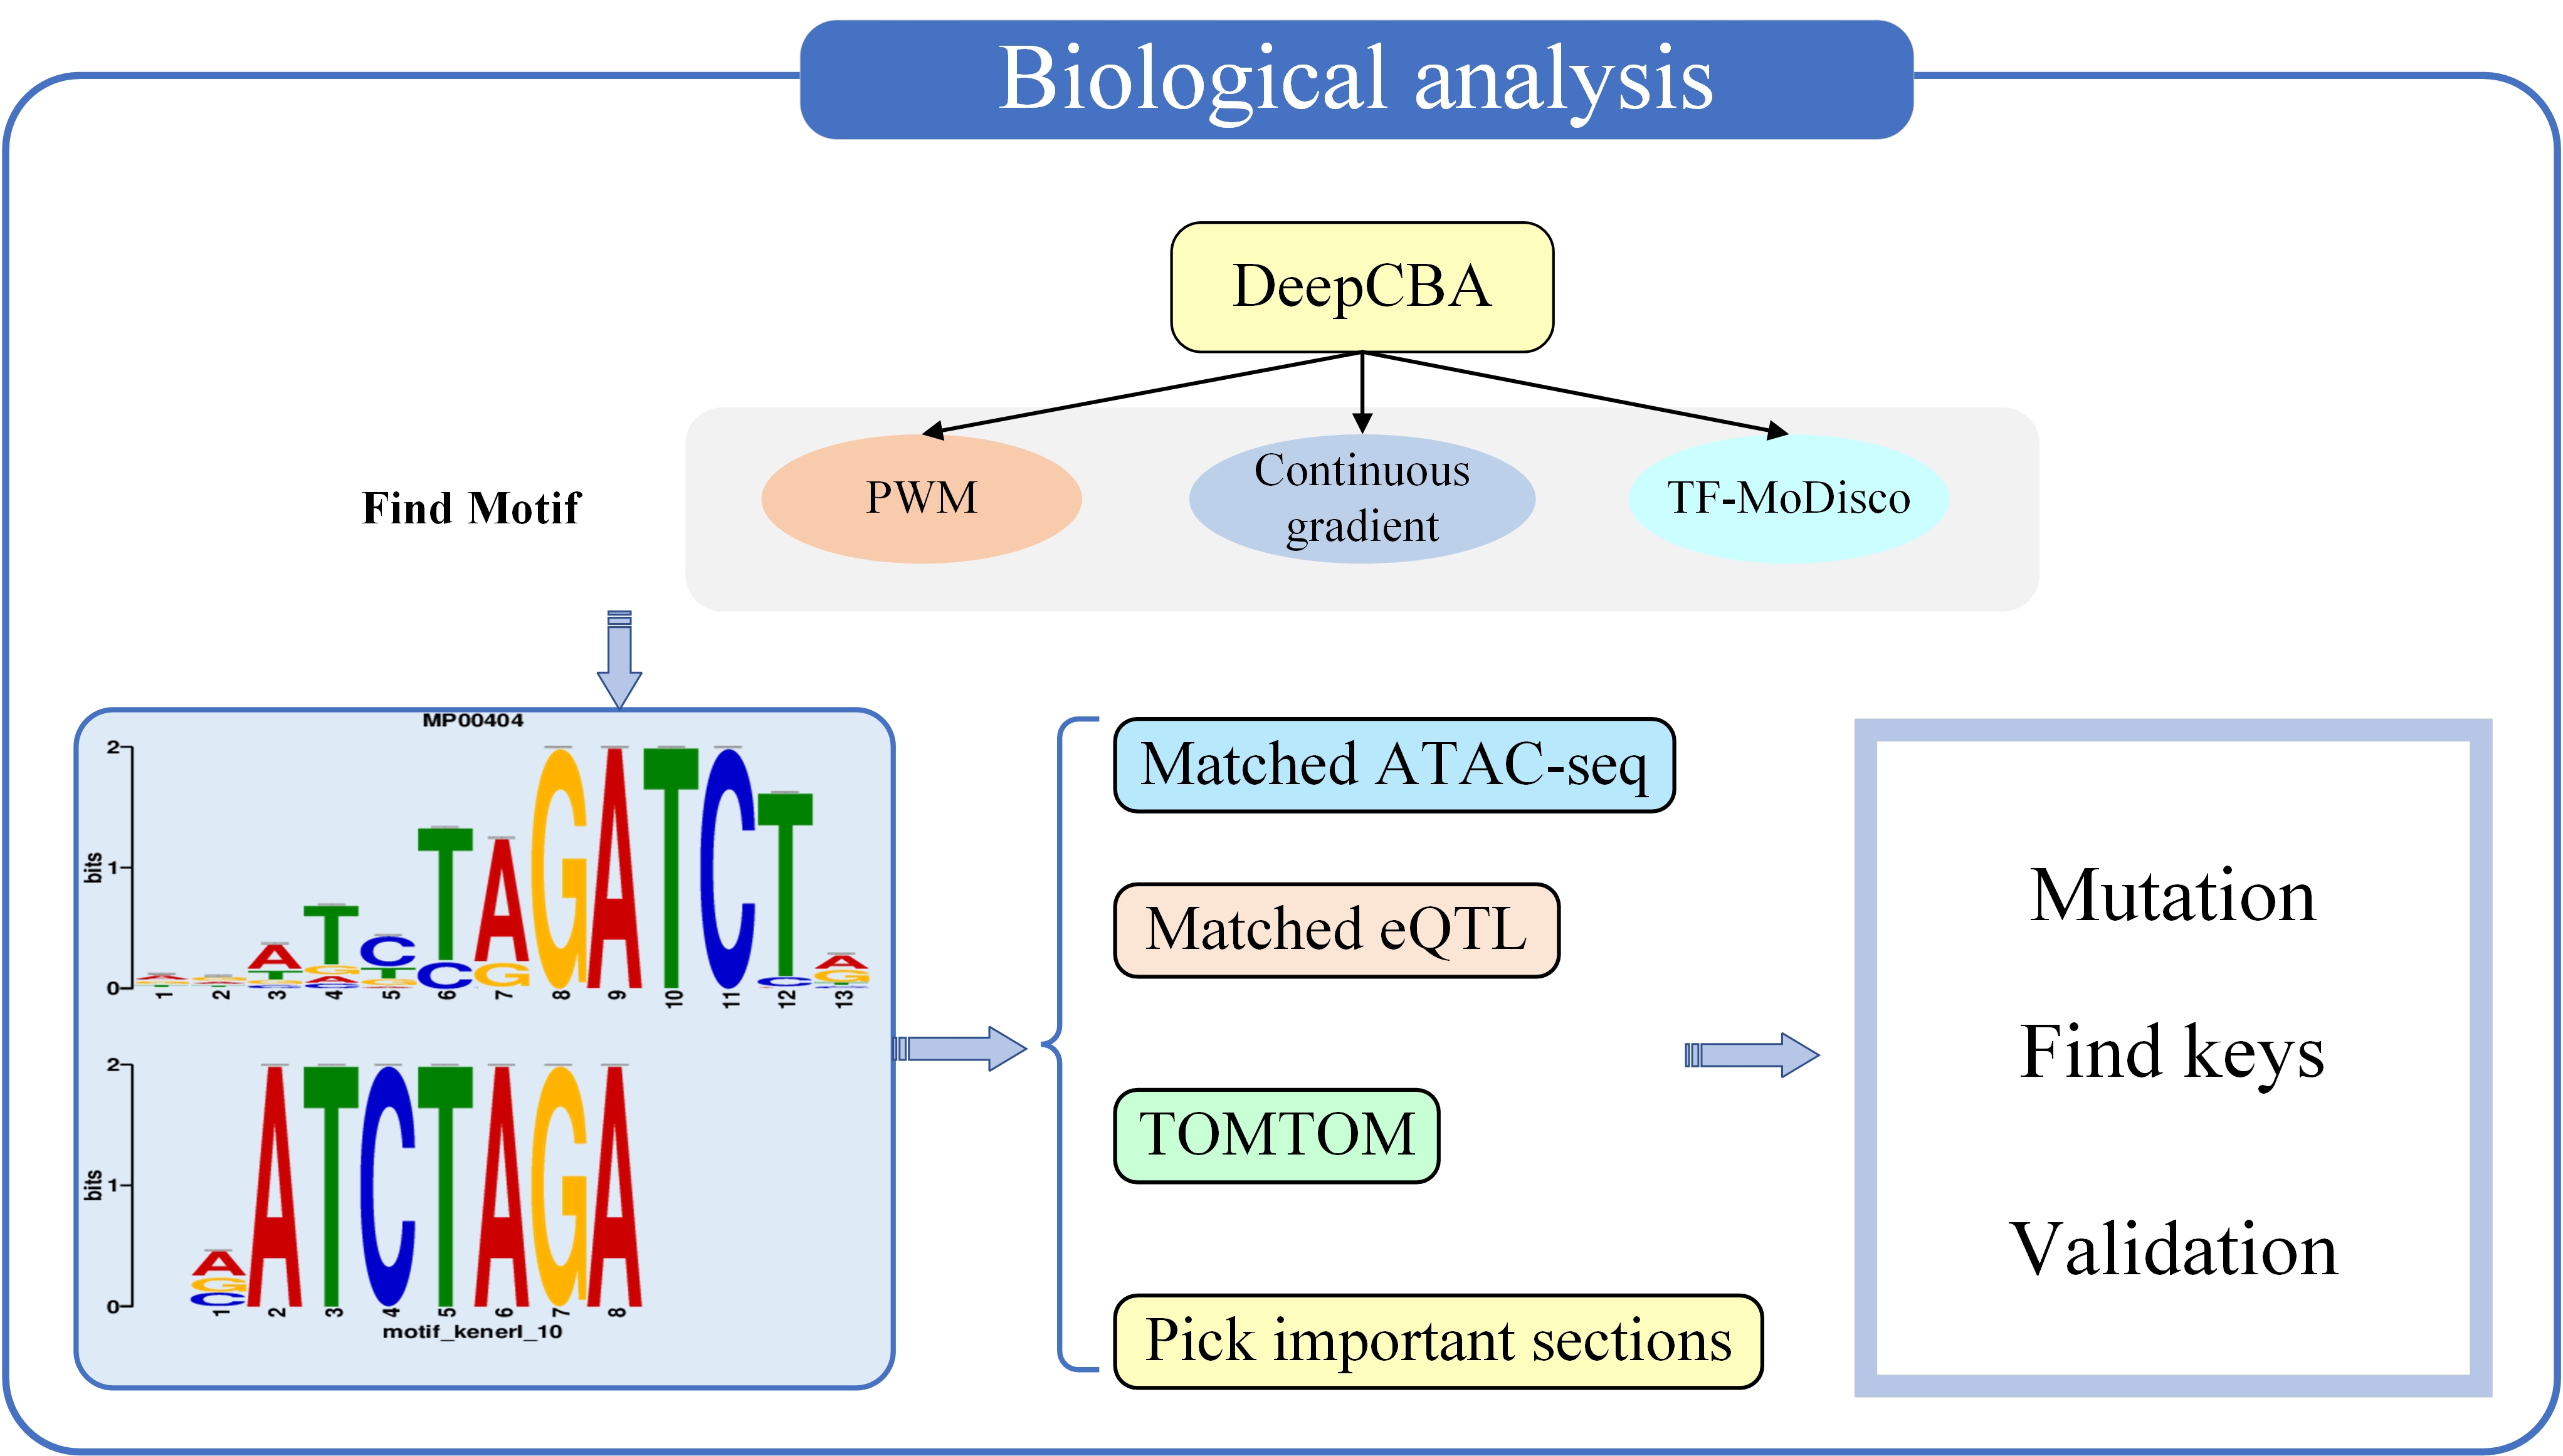 Biological analysis
DeepCBA
PWM
Continuous
gradient
TF-MoDisco
Find Motif
MP00404
2
1
0
bits
A T C T A G A T C T A
1 2 3 4 5 6 7 8 9 10 11 12 13
2
1
0
bits
A G C A T C T A G A
1 2 3 4 5 6 7 8
motif_kenerl_10
Matched ATAC-seq
Matched eQTL
TOMTOM
Pick important sections
Mutation
Find keys
Validation